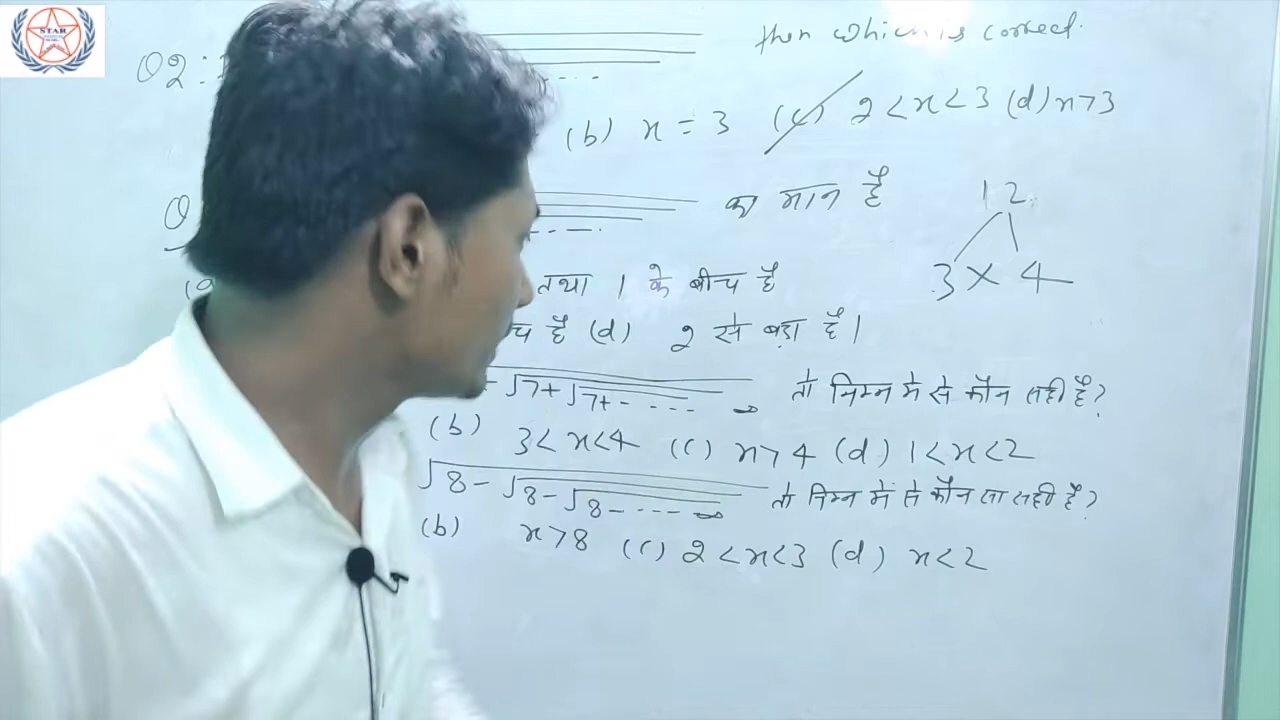 STAR
then which is correct.
Q2:
(b) x = 3 (c) 2 < x < 3 (d) x > 3
का मान है
12
3 × 4
तथा 1 के बीच है
च है (d) 2 से बड़ा है।
- √7+ √7+ - - - - ∞ तो निम्न में से कौन सही है?
(b) 3 < x < 4 (c) x > 4 (d) 1 < x < 2
√8 - √8 - √8 - - - - ∞ तो निम्न में से कौन सा सही है?
(b) x > 8 (c) 2 < x < 3 (d) x < 2